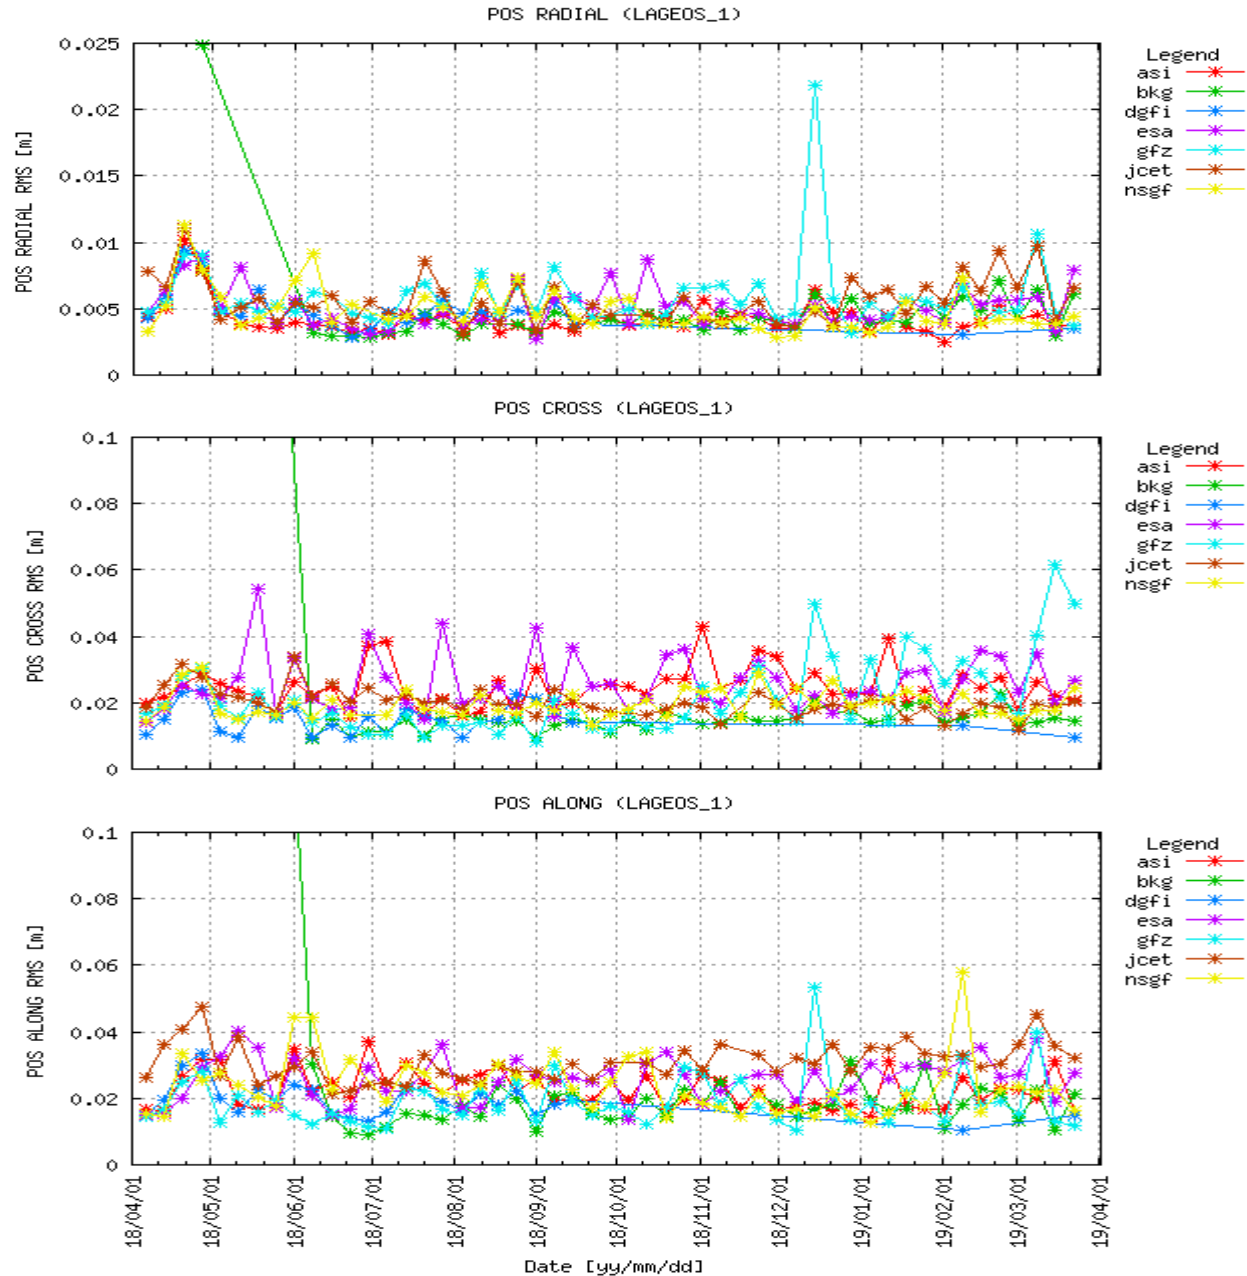 POS RADIAL (LAGEOS_1)
POS RADIAL RMS [m]
0.025
0.02
0.015
0.01
0.005
0
Legend
asi
bkg
dgfi
esa
gfz
jcet
nsgf
POS CROSS (LAGEOS_1)
POS CROSS RMS [m]
0.1
0.08
0.06
0.04
0.02
0
Legend
asi
bkg
dgfi
esa
gfz
jcet
nsgf
POS ALONG (LAGEOS_1)
POS ALONG RMS [m]
0.1
0.08
0.06
0.04
0.02
0
Legend
asi
bkg
dgfi
esa
gfz
jcet
nsgf
18/04/01
18/05/01
18/06/01
18/07/01
18/08/01
18/09/01
18/10/01
18/11/01
18/12/01
19/01/01
19/02/01
19/03/01
19/04/01
Date [yy/mm/dd]